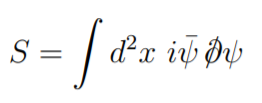 S = ∫ d²x iψ̄ ∂̸ψ